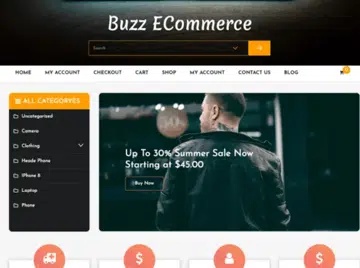 Buzz ECommerce
Search
HOME MY ACCOUNT CHECKOUT CART SHOP MY ACCOUNT CONTACT US BLOG
ALL CATEGORYES
Uncategorized
Camera
Clothing
Heade Phone
IPhone 8
Laptop
Phone
Up To 30% Summer Sale Now
Starting at $45.00
Buy Now